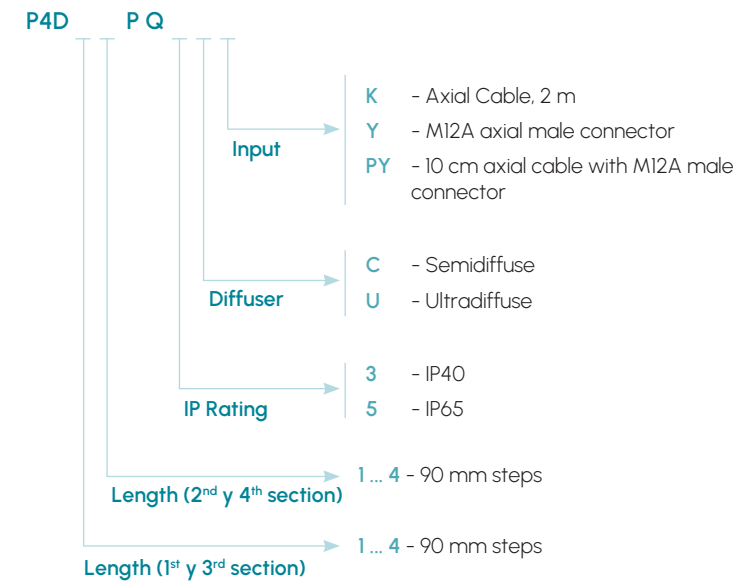 P4D _ _ P Q _ _ _
K - Axial Cable, 2 m
Y - M12A axial male connector
Input
PY - 10 cm axial cable with M12A male
connector
C - Semidiffuse
Diffuser
U - Ultradiffuse
3 - IP40
IP Rating
5 - IP65
1 ... 4 - 90 mm steps
Length (2nd y 4th section)
1 ... 4 - 90 mm steps
Length (1st y 3rd section)